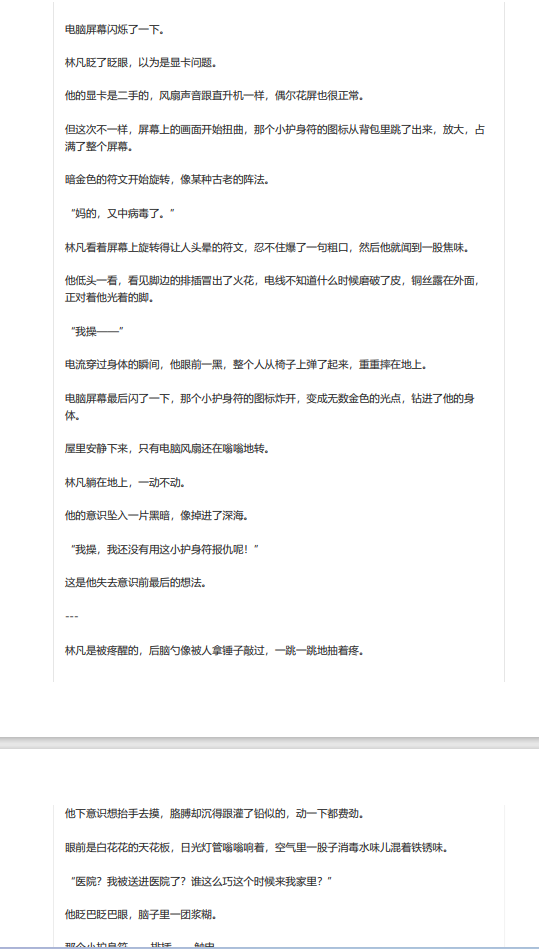 电脑屏幕闪烁了一下。
林凡眨了眨眼，以为是显卡问题。
他的显卡是二手的，风扇声音跟直升机一样，偶尔花屏也很正常。
但这次不一样，屏幕上的画面开始扭曲，那个小护身符的图标从背包里跳了出来，放大，占
满了整个屏幕。
暗金色的符文开始旋转，像某种古老的阵法。
“妈的，又中病毒了。”
林凡看着屏幕上旋转得让人头晕的符文，忍不住爆了一句粗口，然后他就闻到一股焦味。
他低头一看，看见脚边的排插冒出了火花，电线不知道什么时候磨破了皮，铜丝露在外面，
正对着他光着的脚。
“我操——”
电流穿过身体的瞬间，他眼前一黑，整个人从椅子上弹了起来，重重摔在地上。
电脑屏幕最后闪了一下，那个小护身符的图标炸开，变成无数金色的光点，钻进了他的身
体。
屋里安静下来，只有电脑风扇还在嗡嗡地转。
林凡躺在地上，一动不动。
他的意识坠入一片黑暗，像掉进了深海。
“我操，我还没有用这小护身符报仇呢！”
这是他失去意识前最后的想法。
---
林凡是被疼醒的，后脑勺像被人拿锤子敲过，一跳一跳地抽着疼。
他下意识想抬手去摸，胳膊却沉得跟灌了铅似的，动一下都费劲。
眼前是白花花的天花板，日光灯管嗡嗡响着，空气里一股子消毒水味儿混着铁锈味。
“医院？我被送进医院了？谁这么巧这个时候来我家里？”
他眨巴眨巴眼，脑子里一团浆糊。
那个小护身符……排插……触电